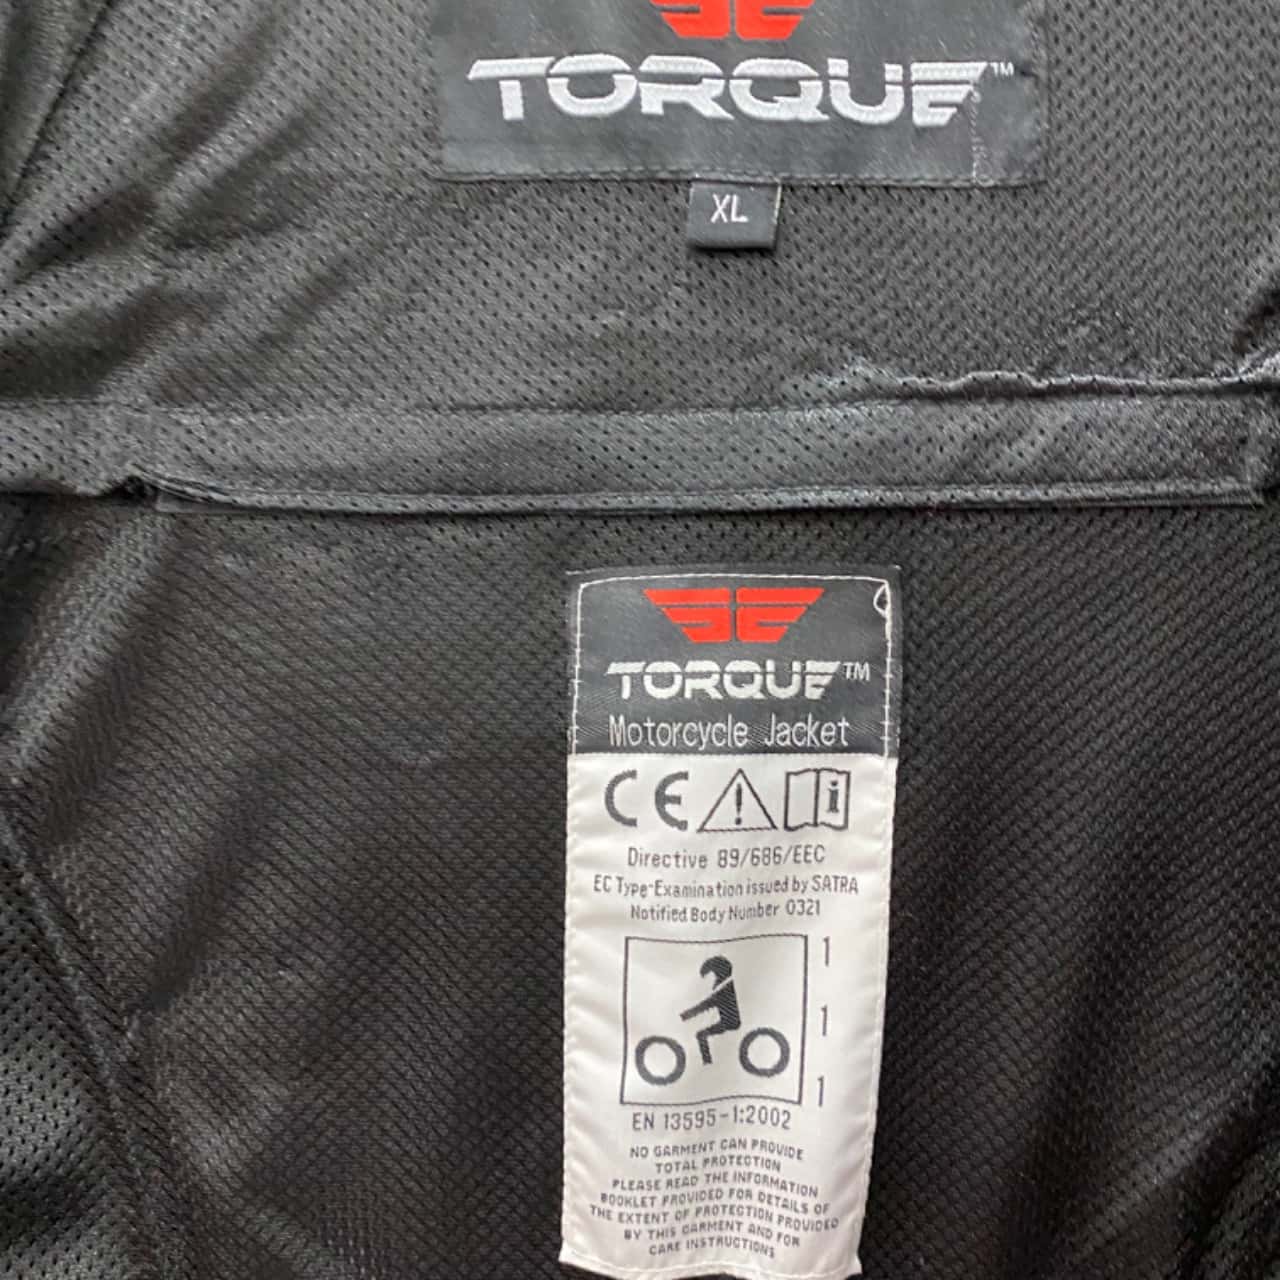 TORQUE™
XL
TORQUE™
Motorcycle Jacket
CE
Directive 89/686/EEC
EC Type-Examination issued by SATRA
Notified Body Number 0321
1
1
1
EN 13595-1:2002
NO GARMENT CAN PROVIDE
TOTAL PROTECTION
PLEASE READ THE INFORMATION
BOOKLET PROVIDED FOR DETAILS OF
THE EXTENT OF PROTECTION PROVIDED
BY THIS GARMENT AND FOR
CARE INSTRUCTIONS